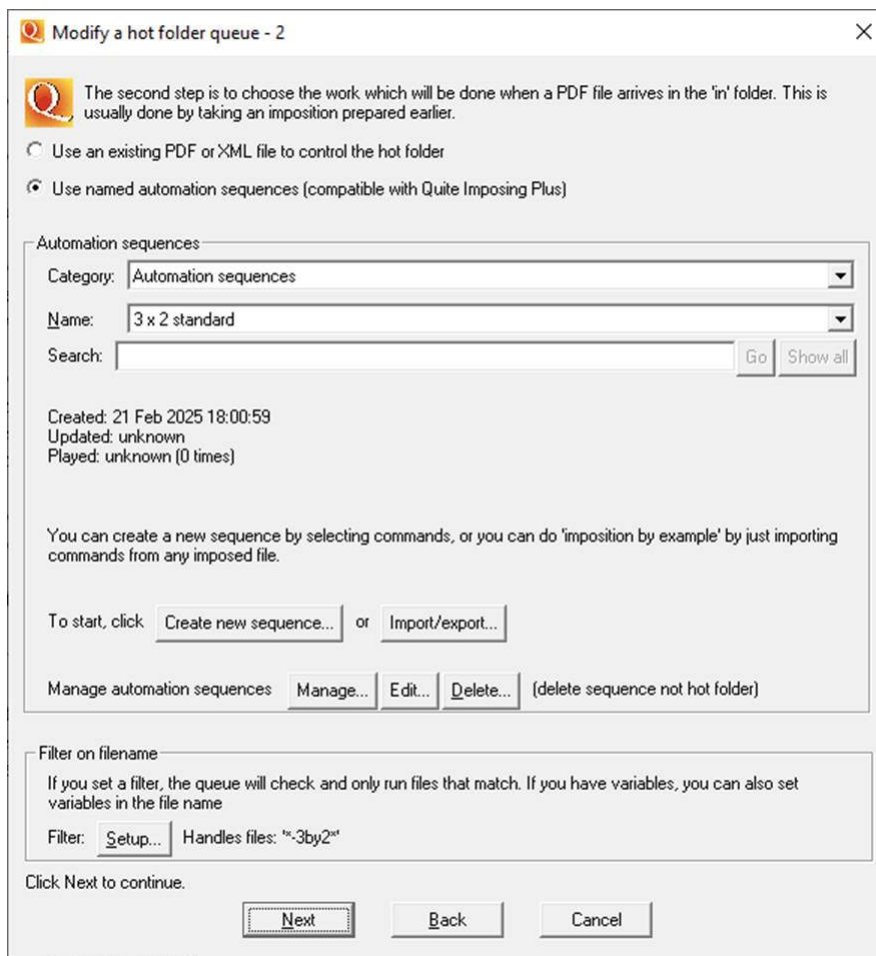 Modify a hot folder queue - 2
The second step is to choose the work which will be done when a PDF file arrives in the 'in' folder. This is
usually done by taking an imposition prepared earlier.
Use an existing PDF or XML file to control the hot folder
Use named automation sequences (compatible with Quite Imposing Plus)
Automation sequences
Category: Automation sequences
Name: 3 x 2 standard
Search: Go Show all
Created: 21 Feb 2025 18:00:59
Updated: unknown
Played: unknown (0 times)
You can create a new sequence by selecting commands, or you can do 'imposition by example' by just importing
commands from any imposed file.
To start, click Create new sequence... or Import/export...
Manage automation sequences Manage... Edit... Delete... (delete sequence not hot folder)
Filter on filename
If you set a filter, the queue will check and only run files that match. If you have variables, you can also set
variables in the file name
Filter: Setup... Handles files: '*-3by2*'
Click Next to continue.
Next Back Cancel